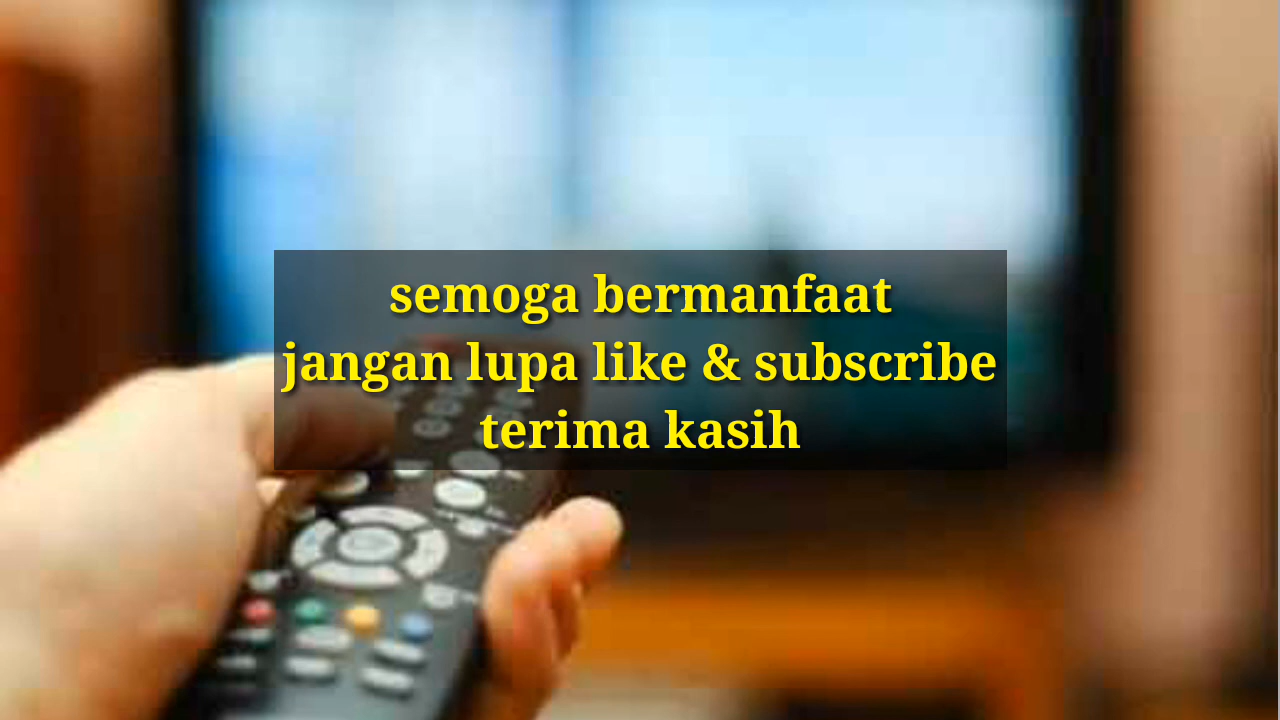 semoga bermanfaat
jangan lupa like & subscribe
terima kasih